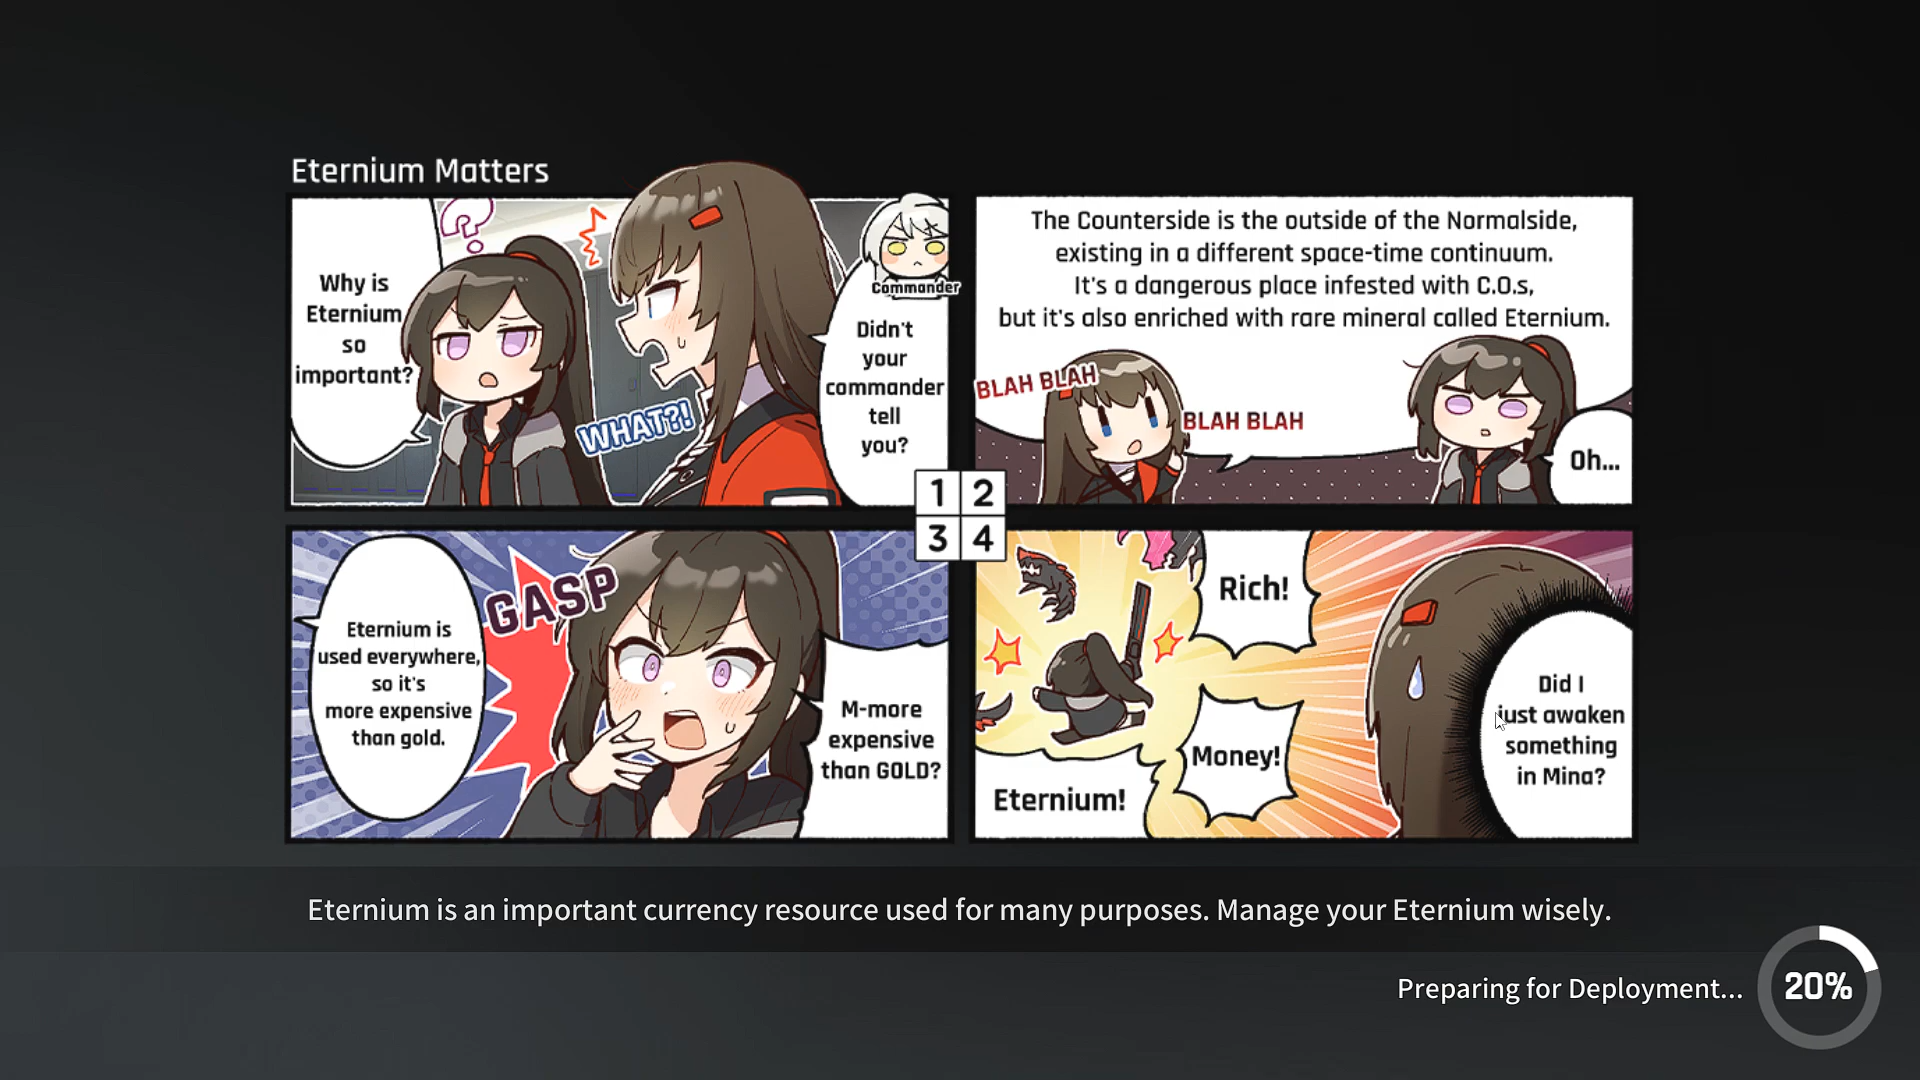 Eternium Matters
Why is
Eternium
so
important?
?
WHAT?!
Commander
Didn't
your
commander
tell
you?
The Counterside is the outside of the Normalside,
existing in a different space-time continuum.
It's a dangerous place infested with C.O.s,
but it's also enriched with rare mineral called Eternium.
BLAH BLAH
BLAH BLAH
Oh...
1 2
3 4
Eternium is
used everywhere,
so it's
more expensive
than gold.
GASP
M-more
expensive
than GOLD?
Rich!
Money!
Eternium!
Did I
just awaken
something
in Mina?
Eternium is an important currency resource used for many purposes. Manage your Eternium wisely.
Preparing for Deployment...
20%